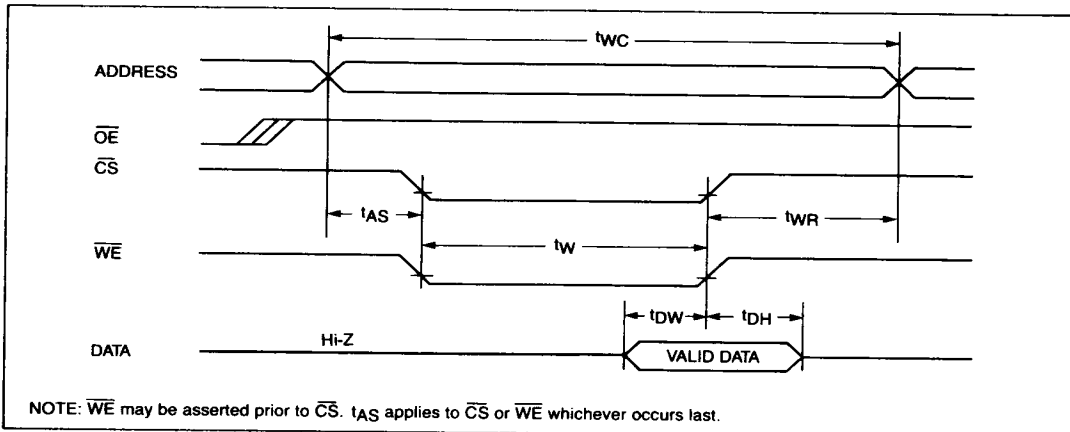 tWC
ADDRESS
OE
CS
tAS
tWR
WE
tW
tDW
tDH
Hi-Z
DATA
VALID DATA
NOTE: WE may be asserted prior to CS. tAS applies to CS or WE whichever occurs last.